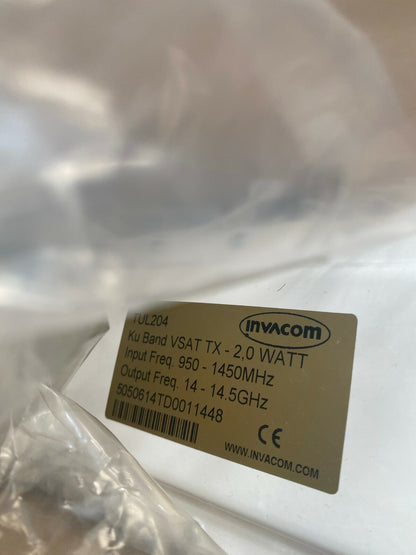 TUL204
INVACOM
Ku Band VSAT TX - 2,0 WATT
Input Freq. 950 - 1450MHz
Output Freq. 14 - 14.5GHz
5050614TD0011448
CE
WWW.INVACOM.COM